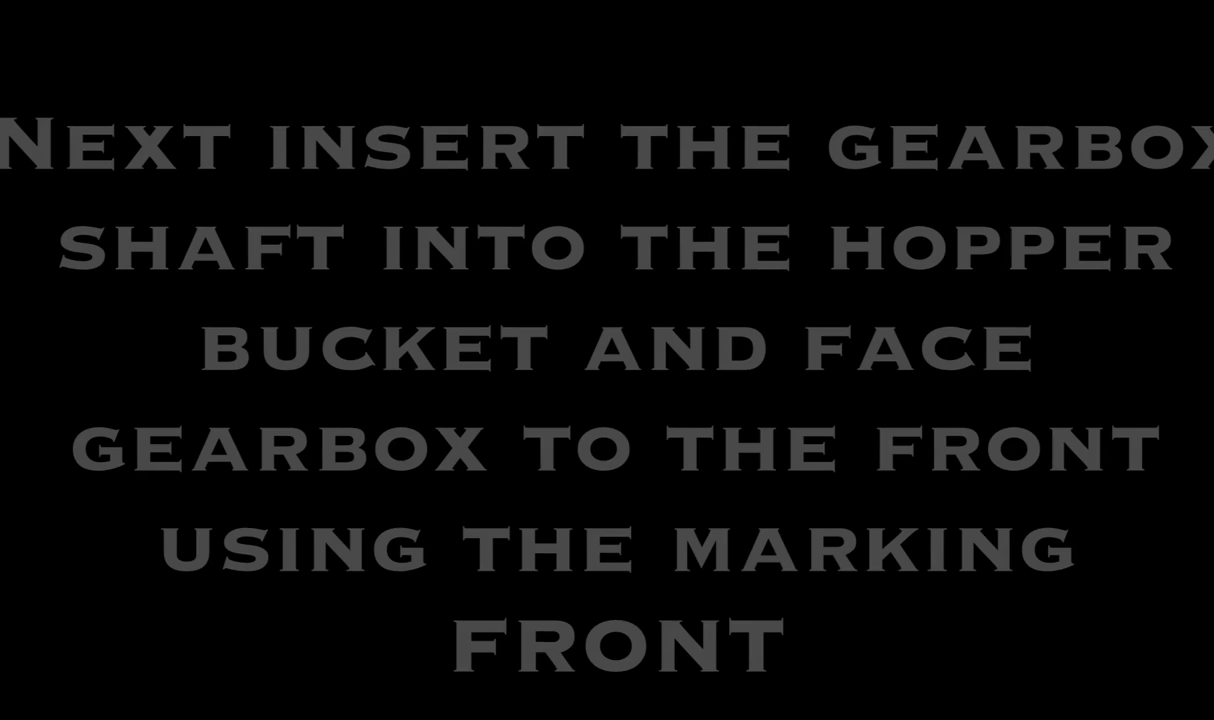 Next insert the gearbox
shaft into the hopper
bucket and face
gearbox to the front
using the marking
FRONT